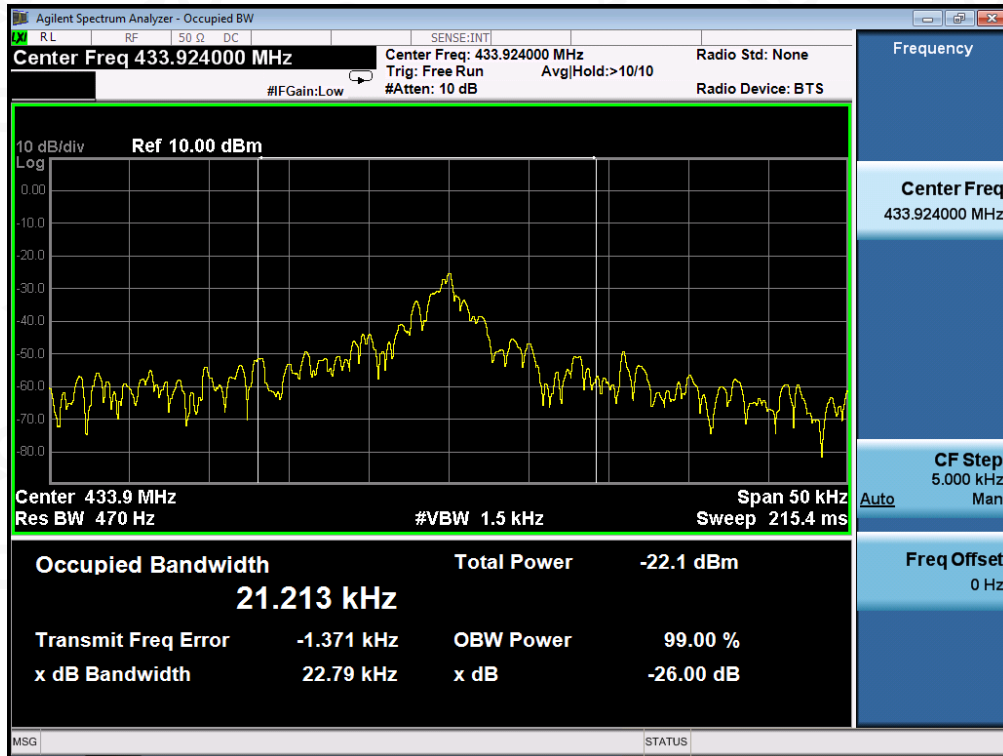 Agilent Spectrum Analyzer - Occupied BW
LXI RL RF 50 Ω DC SENSE:INT
Center Freq 433.924000 MHz
#IFGain:Low
Center Freq: 433.924000 MHz
Trig: Free Run Avg|Hold:>10/10
#Atten: 10 dB
Radio Std: None
Radio Device: BTS
10 dB/div Ref 10.00 dBm
Log
0.00
-10.0
-20.0
-30.0
-40.0
-50.0
-60.0
-70.0
-80.0
Center 433.9 MHz Span 50 kHz
Res BW 470 Hz #VBW 1.5 kHz Sweep 215.4 ms
Occupied Bandwidth Total Power -22.1 dBm
21.213 kHz
Transmit Freq Error -1.371 kHz OBW Power 99.00 %
x dB Bandwidth 22.79 kHz x dB -26.00 dB
MSG STATUS
Frequency
Center Freq
433.924000 MHz
CF Step
5.000 kHz
Auto Man
Freq Offset
0 Hz